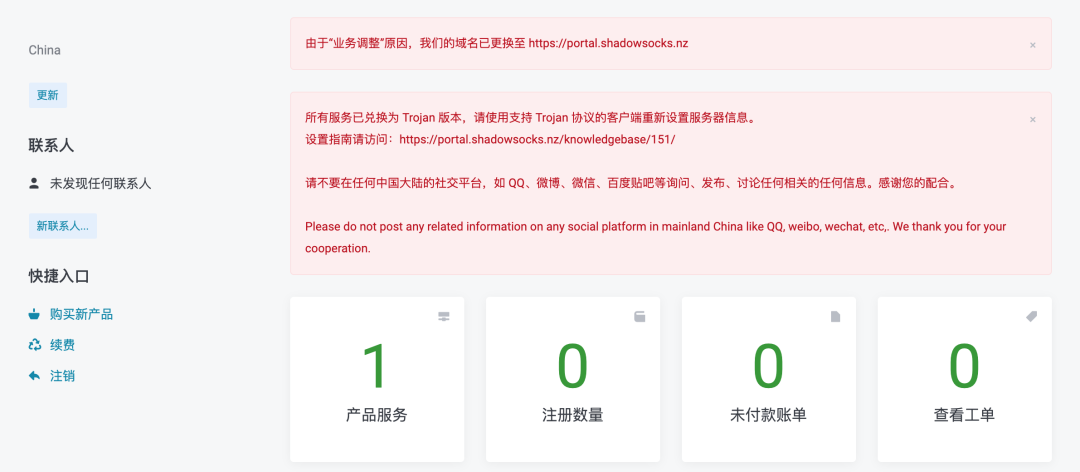 China
更新
联系人
未发现任何联系人
新联系人...
快捷入口
购买新产品
续费
注销
由于“业务调整”原因，我们的域名已更换至 https://portal.shadowsocks.nz
×
所有服务已兑换为 Trojan 版本，请使用支持 Trojan 协议的客户端重新设置服务器信息。
×
设置指南请访问：https://portal.shadowsocks.nz/knowledgebase/151/
请不要在任何中国大陆的社交平台，如 QQ、微博、微信、百度贴吧等询问、发布、讨论任何相关的任何信息。感谢您的配合。
Please do not post any related information on any social platform in mainland China like QQ, weibo, wechat, etc,. We thank you for your
cooperation.
1
产品服务
0
注册数量
0
未付款账单
0
查看工单